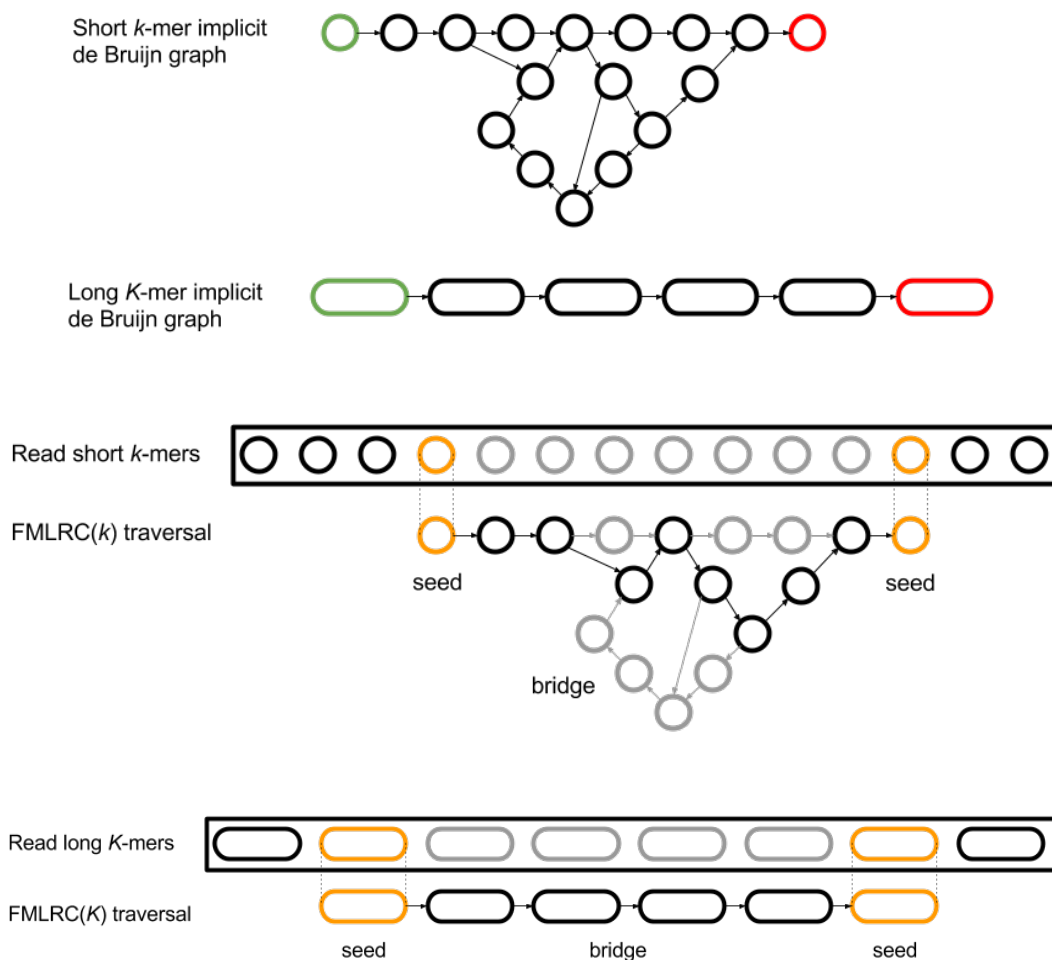 Short k-mer implicit
de Bruijn graph
Long K-mer implicit
de Bruijn graph
Read short k-mers
FMLRC(k) traversal
seed
seed
bridge
Read long K-mers
FMLRC(K) traversal
seed
bridge
seed